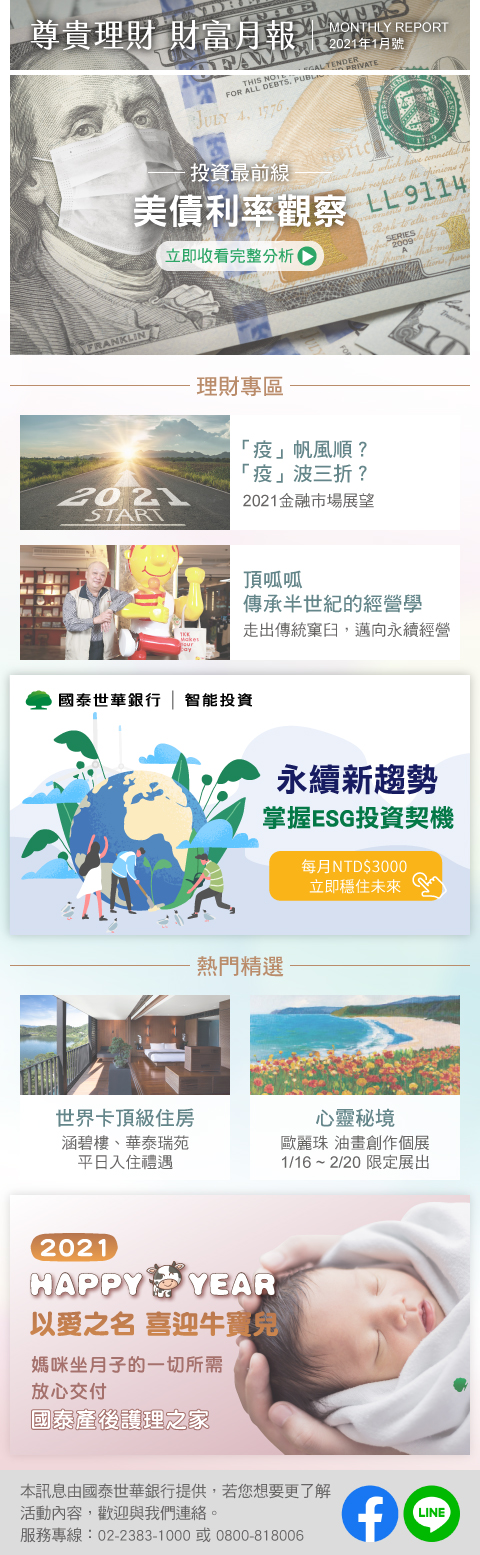 尊貴理財 財富月報
MONTHLY REPORT
2021年1月號
THIS NOTE
LEGAL TENDER
FOR ALL DEBTS, PUBLIC
PRIVATE
JULY 4, 1776
投資最前線
美債利率觀察
LL 9114
立即收看完整分析
SERIES
2009
A
FRANKLIN
理財專區
2021
START
「疫」帆風順？
「疫」波三折？
2021金融市場展望
頂呱呱
傳承半世紀的經營學
走出傳統窠臼，邁向永續經營
國泰世華銀行｜智能投資
永續新趨勢
掌握ESG投資契機
每月NTD$3000
立即穩住未來
熱門精選
世界卡頂級住房
涵碧樓、華泰瑞苑
平日入住禮遇
心靈秘境
歐麗珠 油畫創作個展
1/16 ~ 2/20 限定展出
2021
HAPPY YEAR
以愛之名 喜迎牛寶兒
媽咪坐月子的一切所需
放心交付
國泰產後護理之家
本訊息由國泰世華銀行提供，若您想要更了解
活動內容，歡迎與我們連絡。
服務專線：02-2383-1000 或 0800-818006
LINE